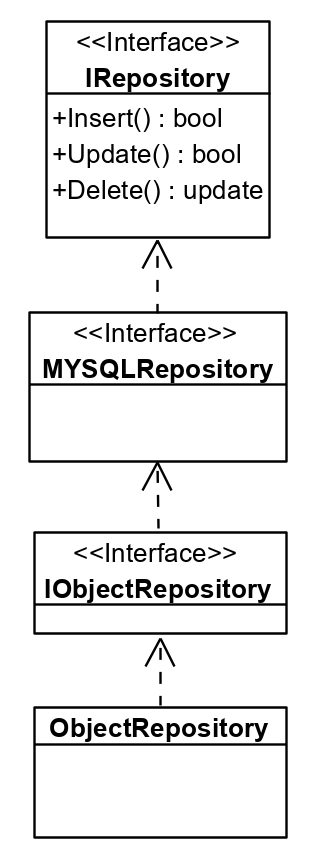 <<Interface>>
IRepository
+Insert() : bool
+Update() : bool
+Delete() : update
<<Interface>>
MYSQLRepository
<<Interface>>
IObjectRepository
ObjectRepository